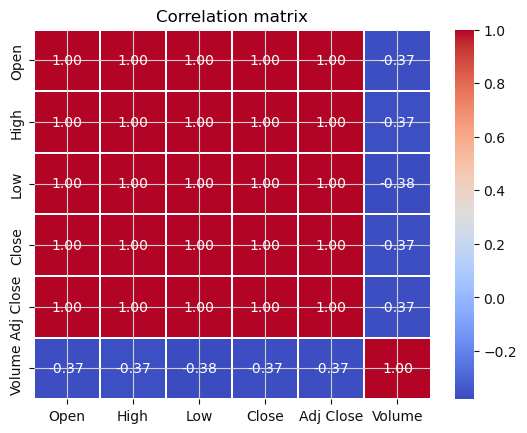 Correlation matrix
Open 1.00 1.00 1.00 1.00 1.00 -0.37
High 1.00 1.00 1.00 1.00 1.00 -0.37
Low 1.00 1.00 1.00 1.00 1.00 -0.38
Close 1.00 1.00 1.00 1.00 1.00 -0.37
Adj Close 1.00 1.00 1.00 1.00 1.00 -0.37
Volume -0.37 -0.37 -0.38 -0.37 -0.37 1.00
Open High Low Close Adj Close Volume
1.0
0.8
0.6
0.4
0.2
0.0
−0.2